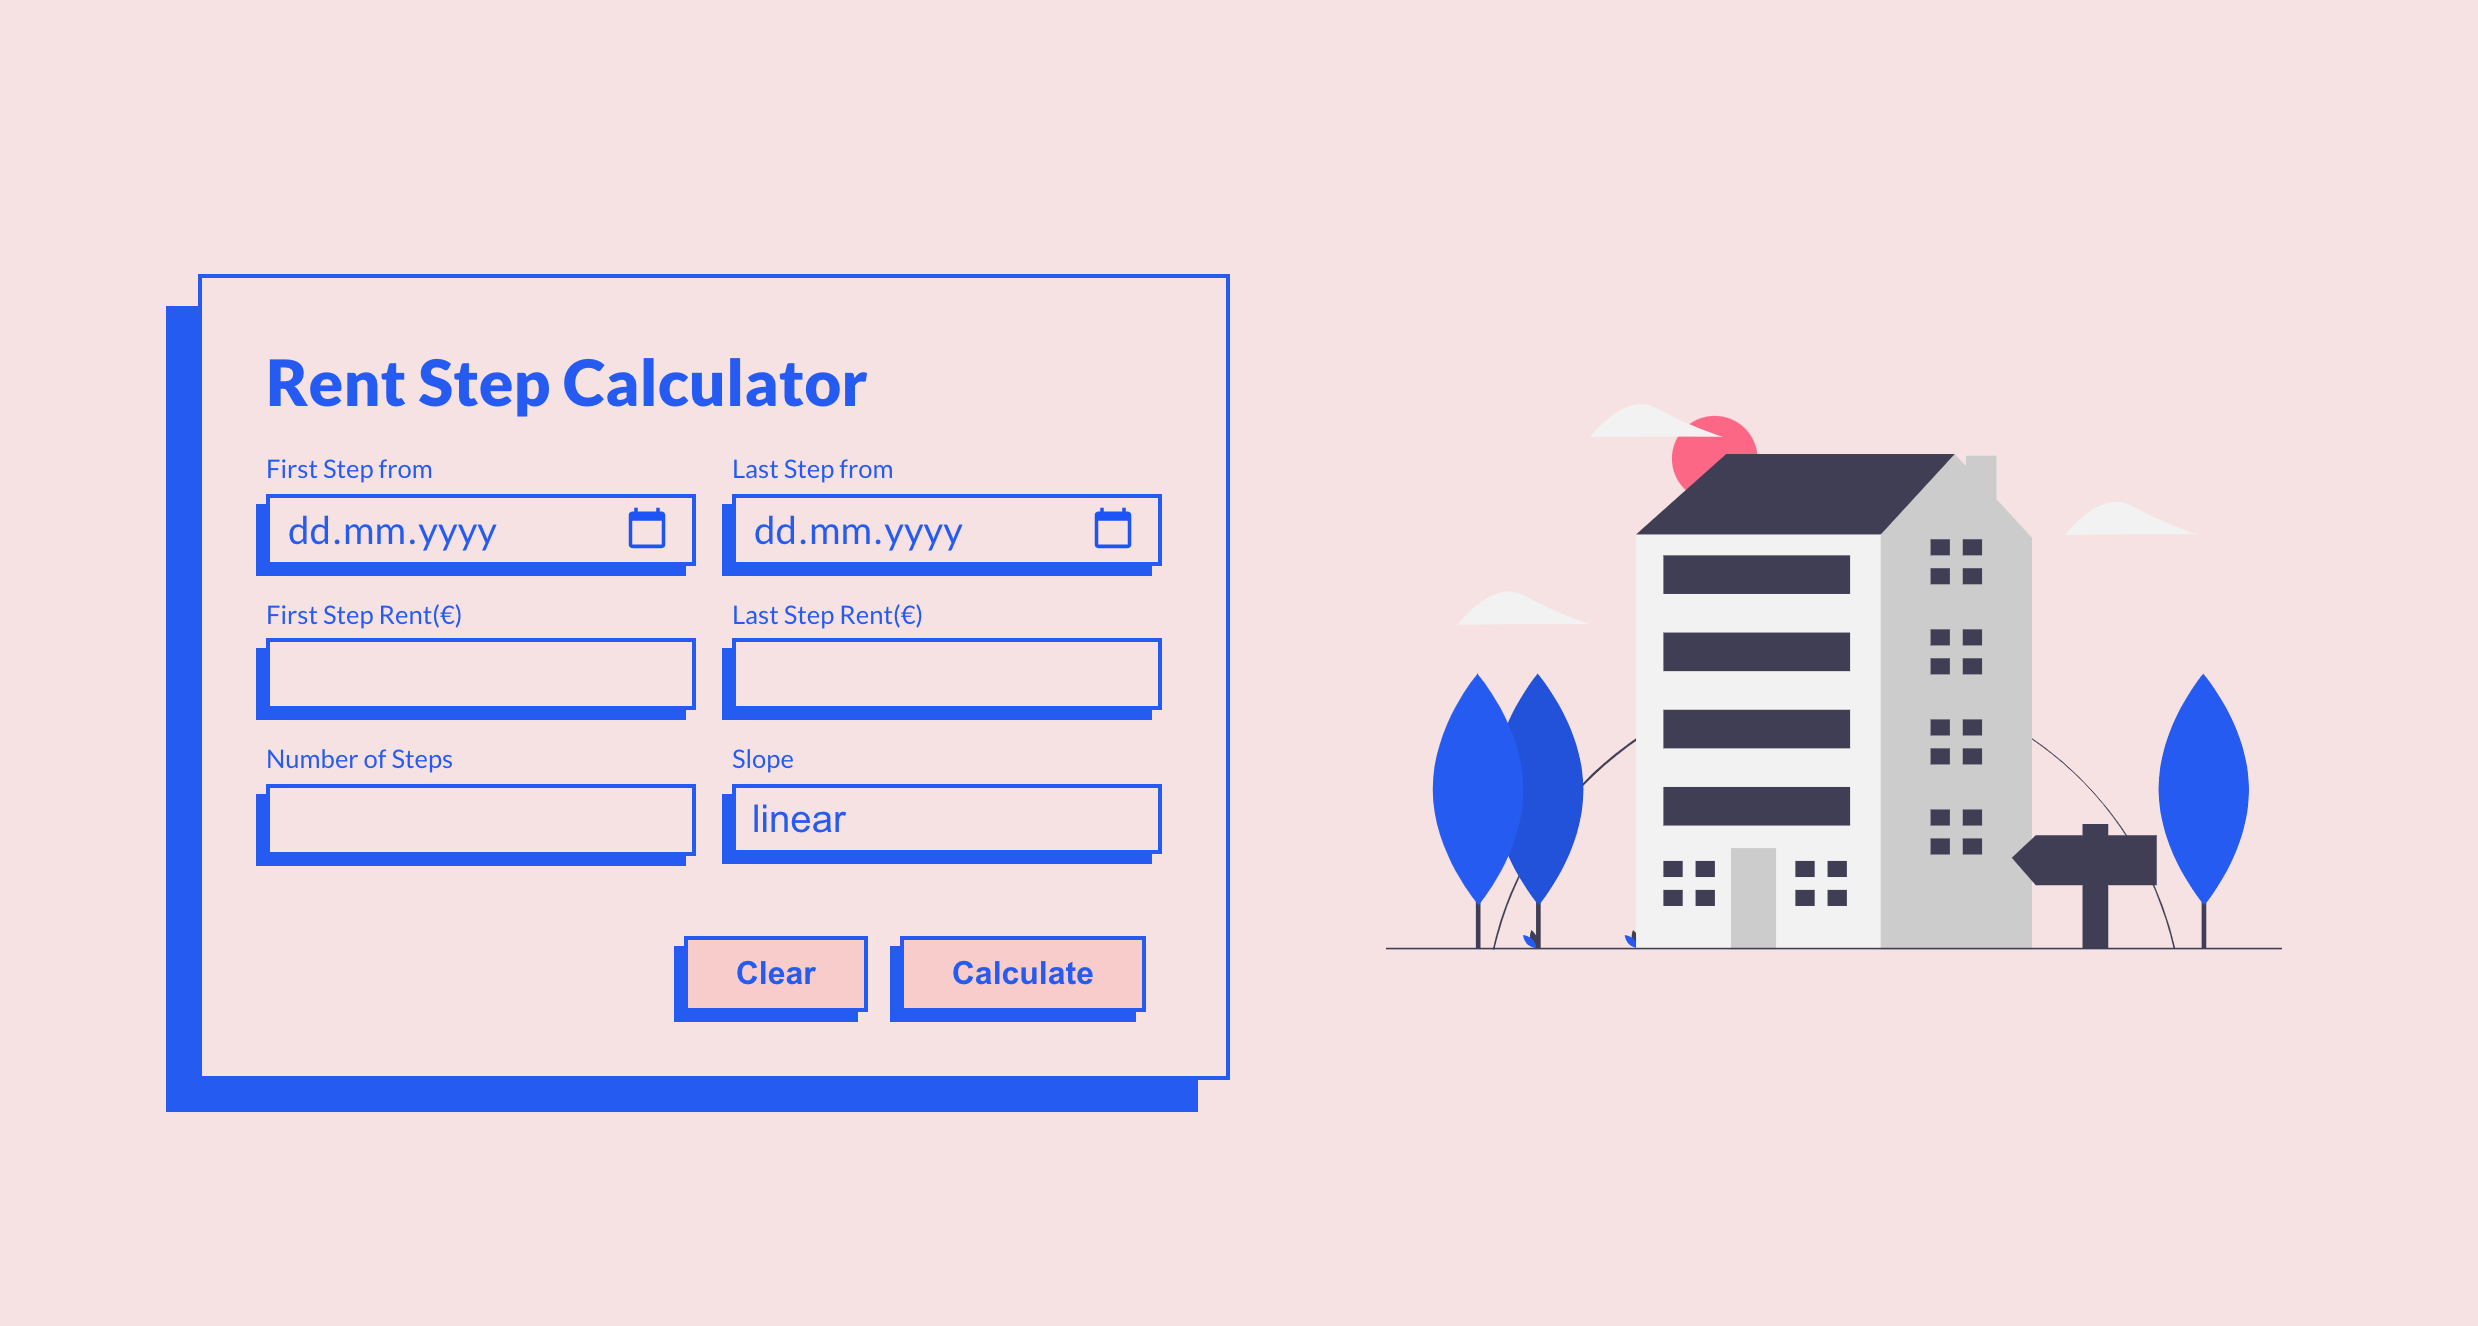 Rent Step Calculator
First Step from
Last Step from
dd.mm.yyyy
dd.mm.yyyy
First Step Rent(€)
Last Step Rent(€)
Number of Steps
Slope
linear
Clear
Calculate